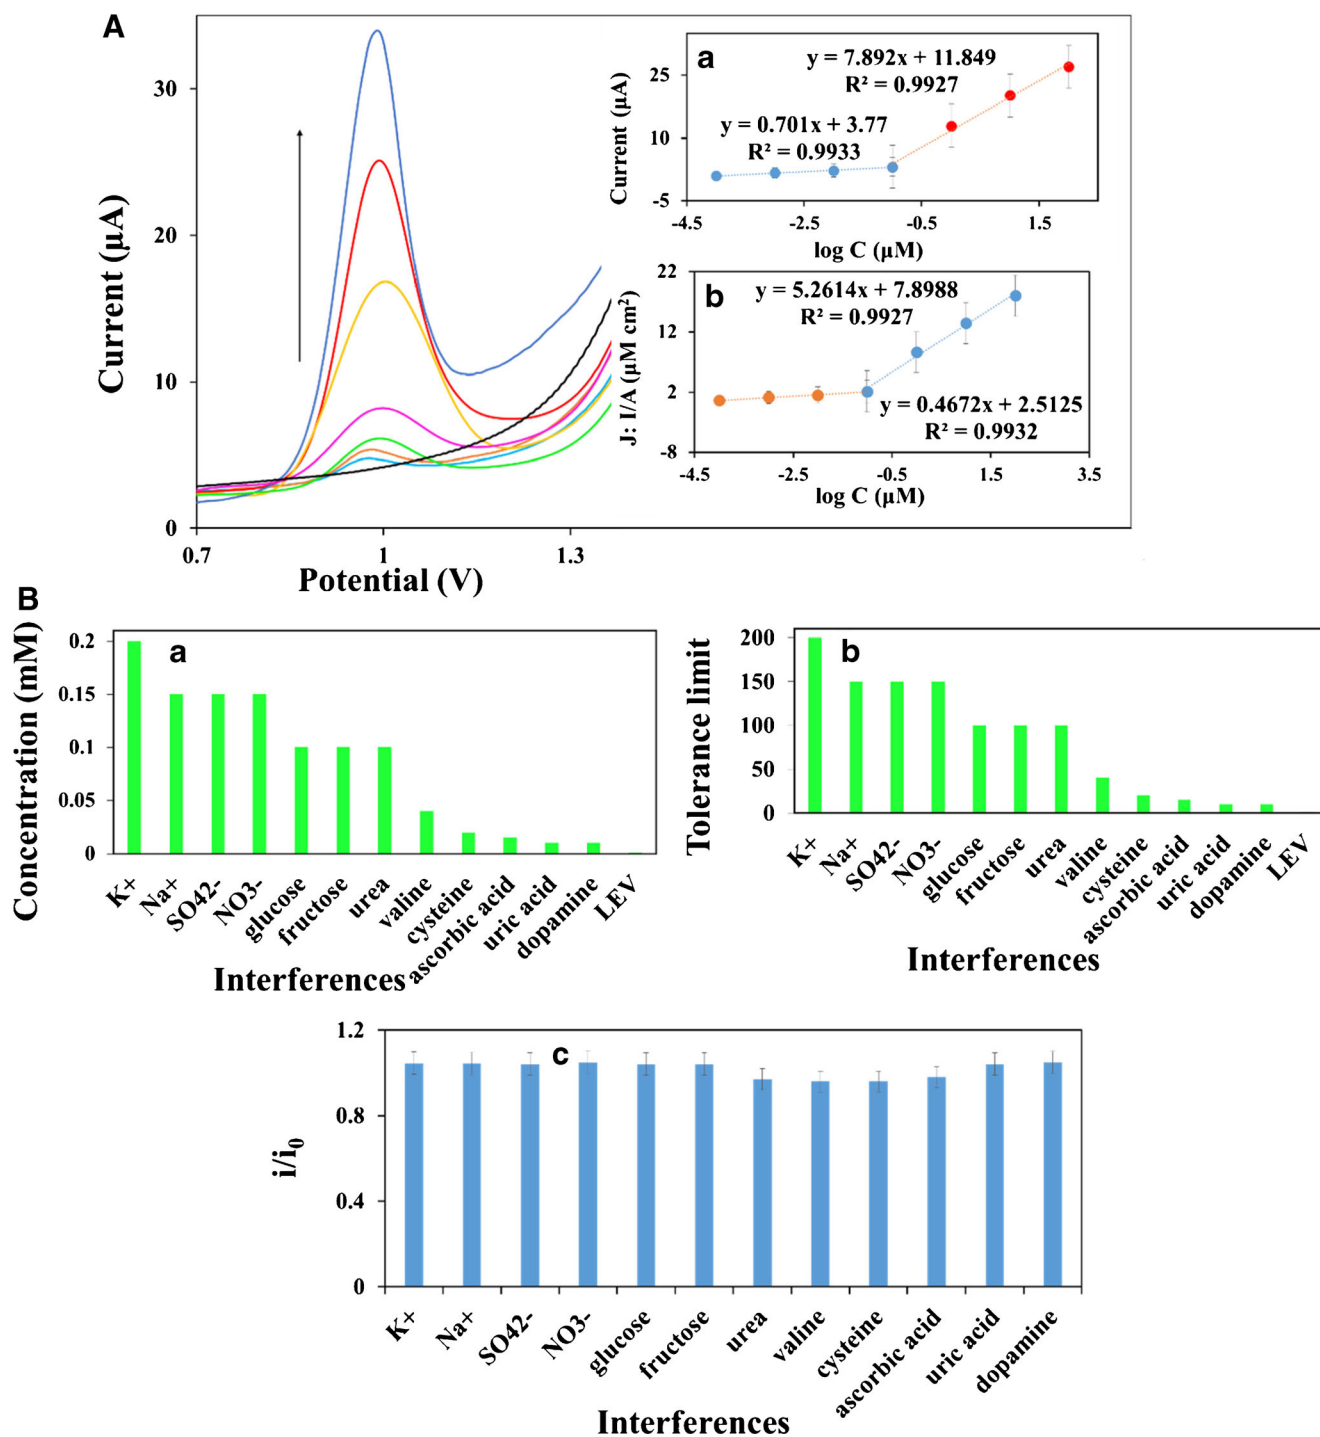 A
Current (µA)
30
20
10
0
0.7
1
1.3
Potential (V)
a
y = 7.892x + 11.849
R² = 0.9927
y = 0.701x + 3.77
R² = 0.9933
Current (µA)
25
10
-5
-4.5
-2.5
-0.5
1.5
log C (µM)
b
y = 5.2614x + 7.8988
R² = 0.9927
y = 0.4672x + 2.5125
R² = 0.9932
J: I/A (µM cm²)
22
12
2
-8
-4.5
-2.5
-0.5
1.5
3.5
log C (µM)
B
a
Concentration (mM)
0.2
0.15
0.1
0.05
0
K+
Na+
SO42-
NO3-
glucose
fructose
urea
valine
cysteine
ascorbic acid
uric acid
dopamine
LEV
Interferences
b
Tolerance limit
200
150
100
50
0
K+
Na+
SO42-
NO3-
glucose
fructose
urea
valine
cysteine
ascorbic acid
uric acid
dopamine
LEV
Interferences
c
i/i₀
1.2
0.8
0.4
0
K+
Na+
SO42-
NO3-
glucose
fructose
urea
valine
cysteine
ascorbic acid
uric acid
dopamine
Interferences